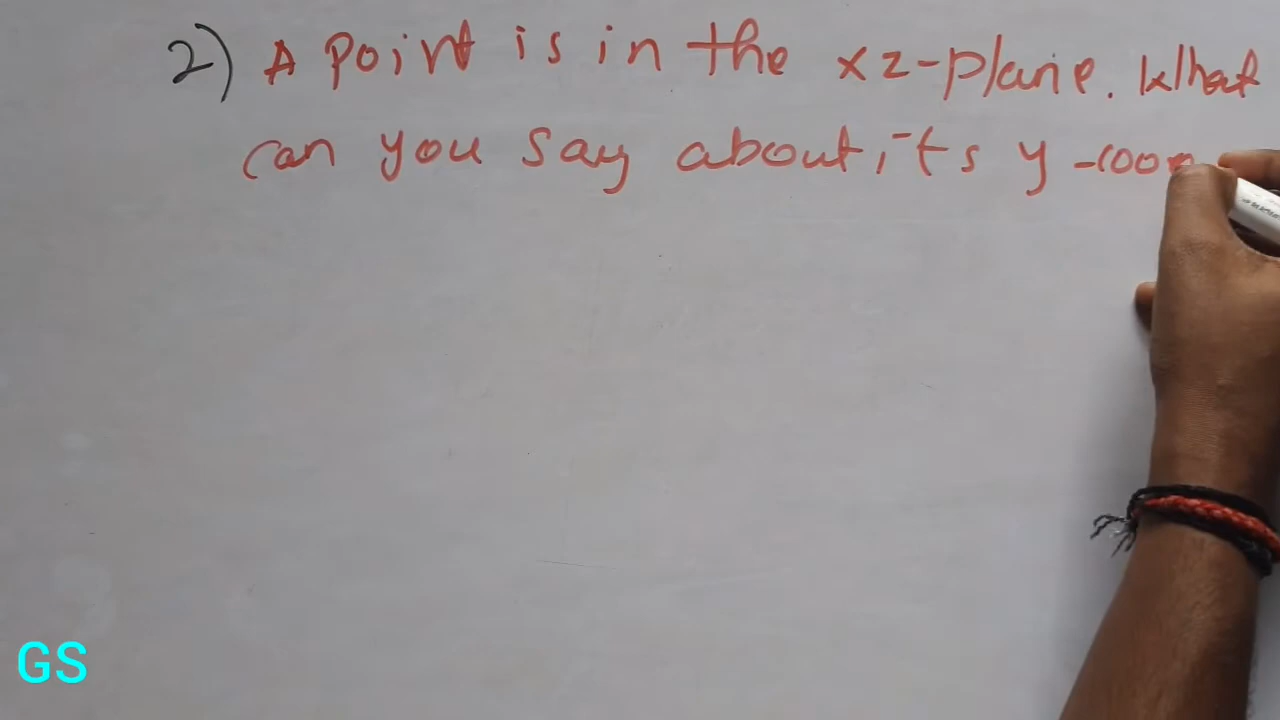 2) A point is in the xz-plane. What
can you say about its y-coo
GS